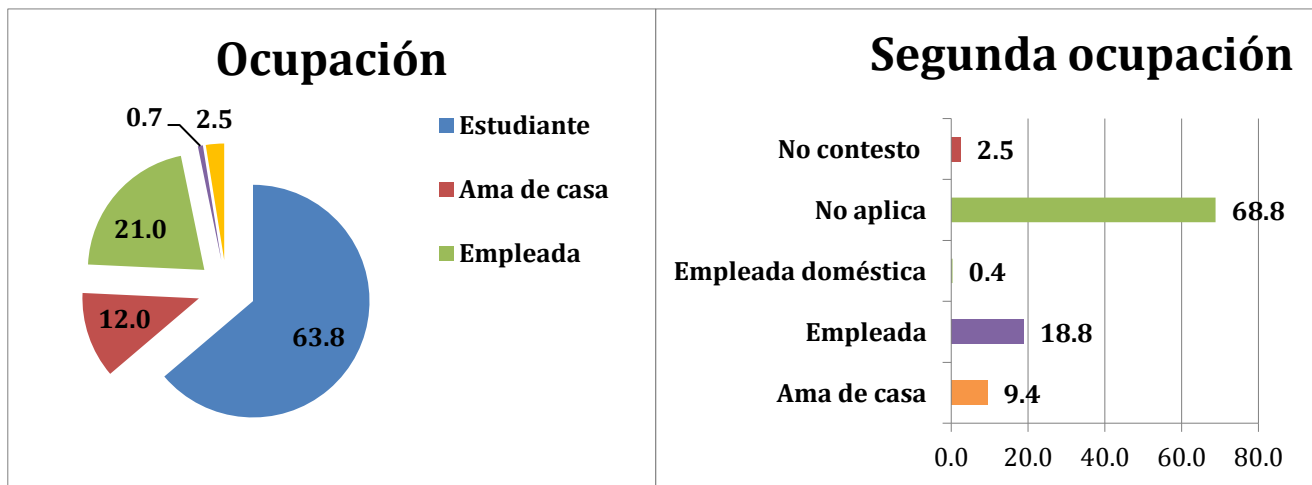 Ocupación
0.7
2.5
21.0
12.0
63.8
Estudiante
Ama de casa
Empleada
Segunda ocupación
No contesto 2.5
No aplica 68.8
Empleada doméstica 0.4
Empleada 18.8
Ama de casa 9.4
0.0 20.0 40.0 60.0 80.0